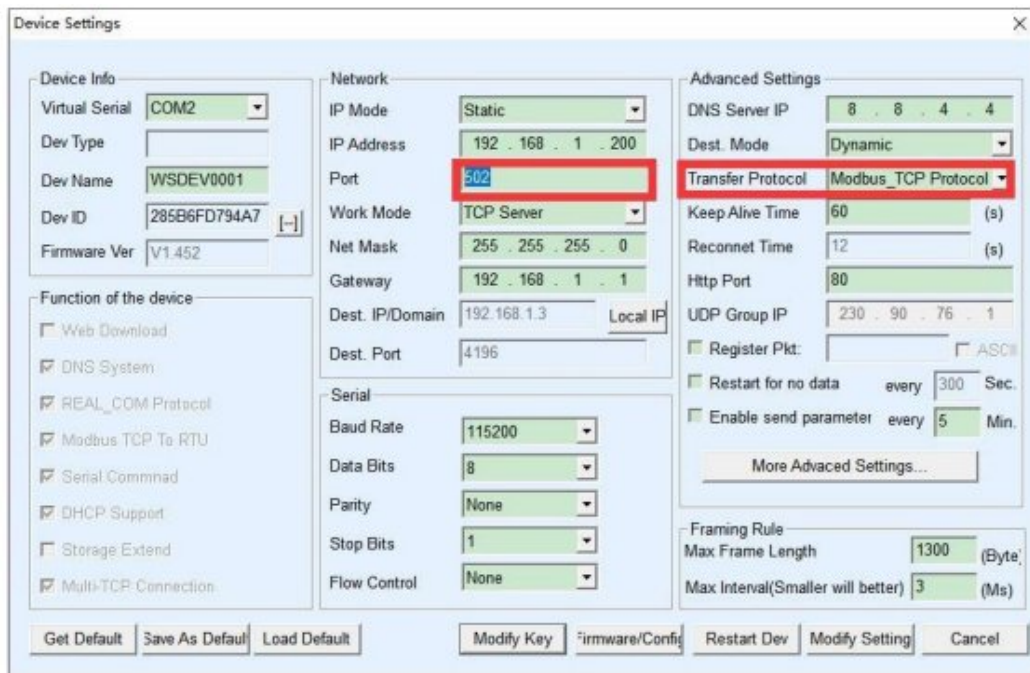 Device Settings
Device Info
Virtual Serial COM2
Dev Type
Dev Name WSDEV0001
Dev ID 285B6FD794A7 [--]
Firmware Ver V1.452
Function of the device
Web Download
DNS System
REAL_COM Protocol
Modbus TCP To RTU
Serial Commnad
DHCP Support
Storage Extend
Multi-TCP Connection
Network
IP Mode Static
IP Address 192 . 168 . 1 . 200
Port 502
Work Mode TCP Server
Net Mask 255 . 255 . 255 . 0
Gateway 192 . 168 . 1 . 1
Dest. IP/Domain 192.168.1.3 Local IP
Dest. Port 4196
Serial
Baud Rate 115200
Data Bits 8
Parity None
Stop Bits 1
Flow Control None
Advanced Settings
DNS Server IP 8 . 8 . 4 . 4
Dest. Mode Dynamic
Transfer Protocol Modbus_TCP Protocol
Keep Alive Time 60 (s)
Reconnet Time 12 (s)
Http Port 80
UDP Group IP 230 . 90 . 76 . 1
Register Pkt: ASCII
Restart for no data every 300 Sec.
Enable send parameter every 5 Min.
More Advaced Settings...
Framing Rule
Max Frame Length 1300 (Byte)
Max Interval(Smaller will better) 3 (Ms)
Get Default Save As Defaul Load Default Modify Key Firmware/Config Restart Dev Modify Setting Cancel